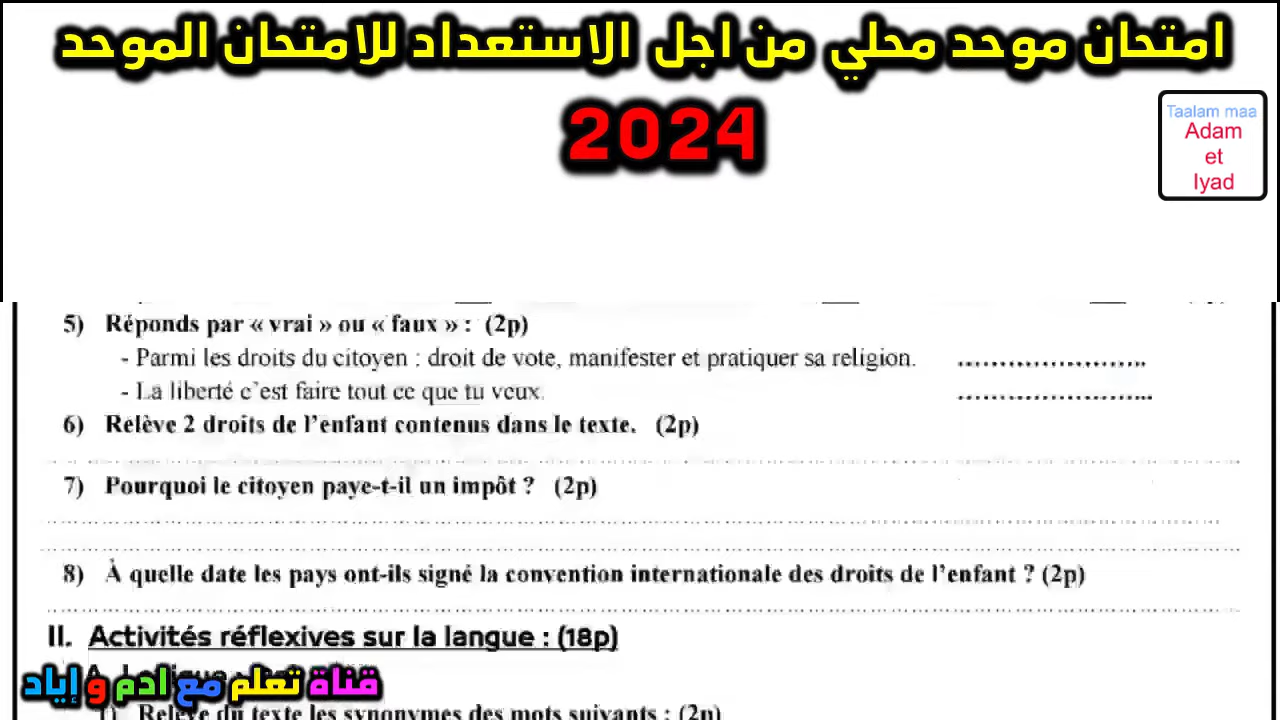 امتحان موحد محلي من اجل الاستعداد للامتحان الموحد
2024
Taalam maa
Adam
et
Iyad
5) Réponds par « vrai » ou « faux » : (2p)
- Parmi les droits du citoyen : droit de vote, manifester et pratiquer sa religion. ..........................
- La liberté c'est faire tout ce que tu veux. ..........................
6) Relève 2 droits de l'enfant contenus dans le texte. (2p)
7) Pourquoi le citoyen paye-t-il un impôt ? (2p)
8) À quelle date les pays ont-ils signé la convention internationale des droits de l'enfant ? (2p)
II. Activités réflexives sur la langue : (18p)
قناة تعلم مع ادم و إياد
1) Relève du texte les synonymes des mots suivants : (2p)